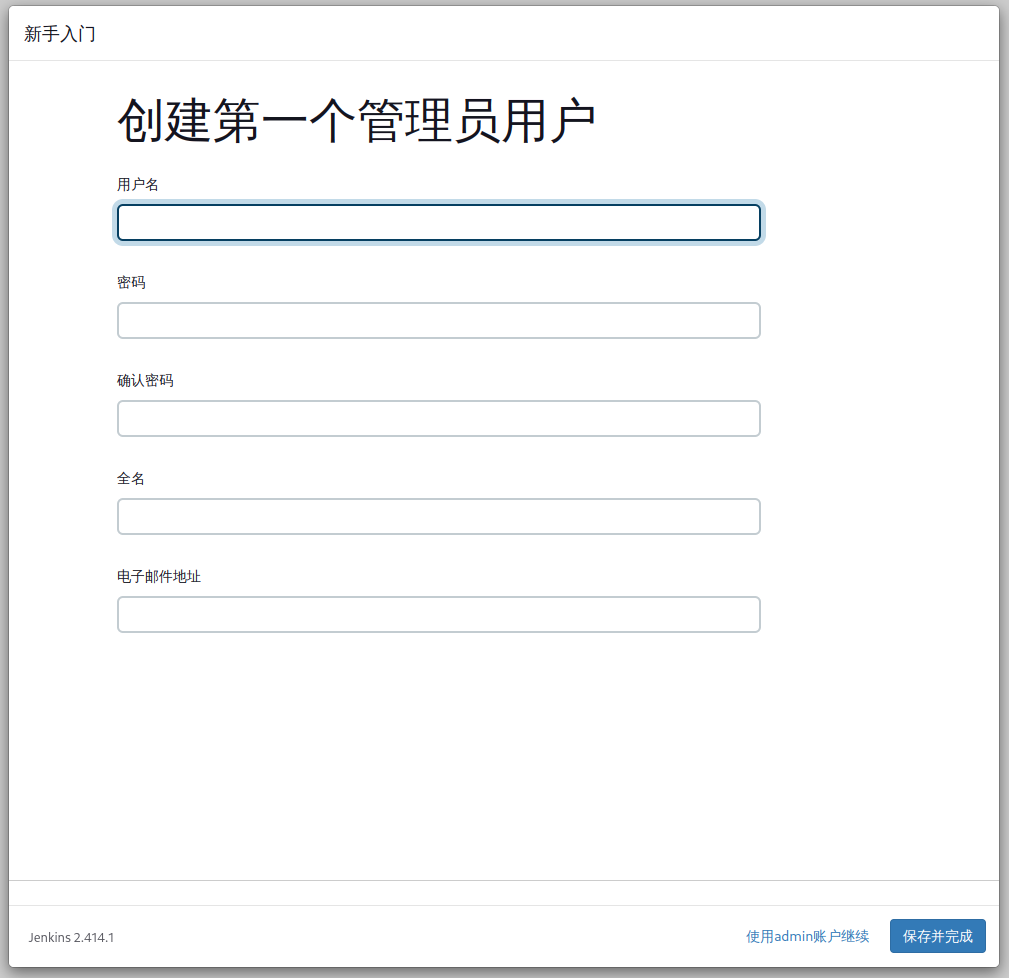 新手入门
创建第一个管理员用户
用户名
密码
确认密码
全名
电子邮件地址
Jenkins 2.414.1
使用admin账户继续
保存并完成